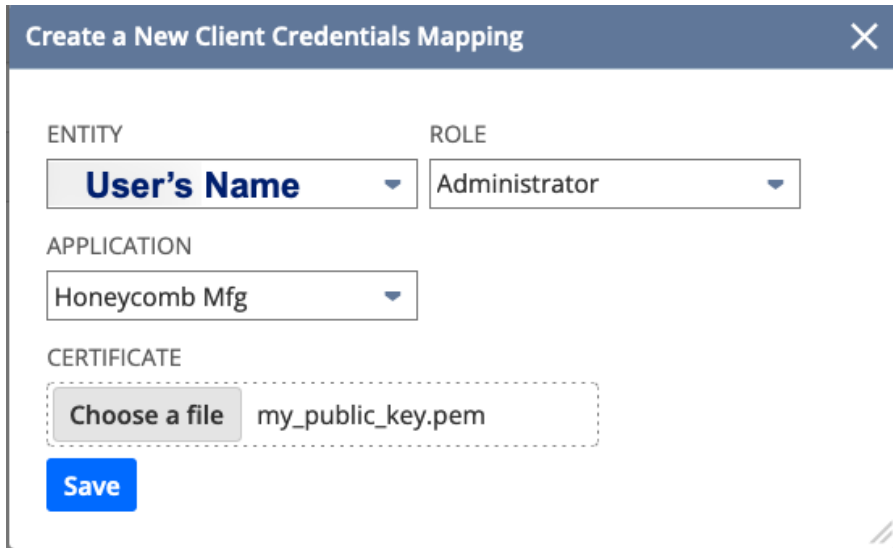 Create a New Client Credentials Mapping
ENTITY ROLE
User's Name Administrator
APPLICATION
Honeycomb Mfg
CERTIFICATE
Choose a file my_public_key.pem
Save